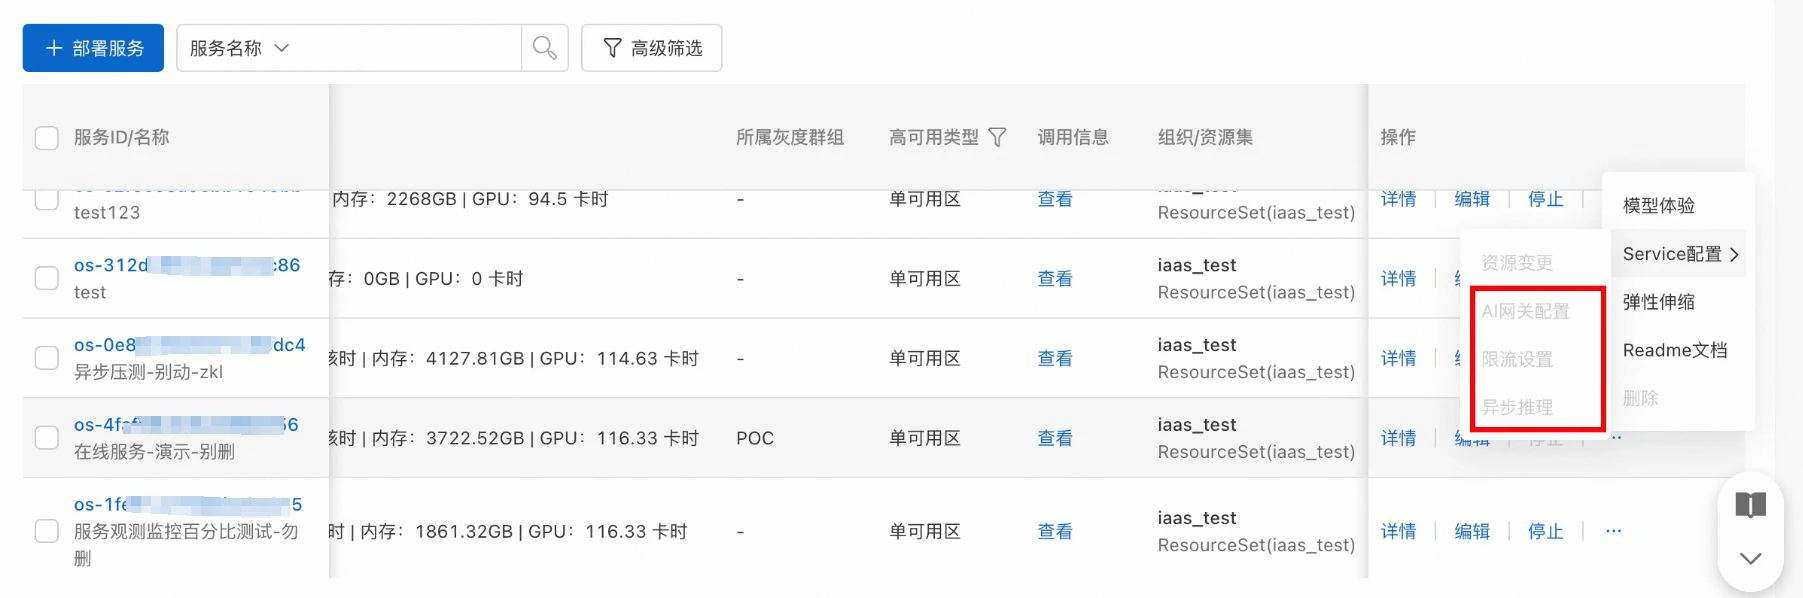 部署服务
服务名称
高级筛选
服务ID/名称
所属灰度群组
高可用类型
调用信息
组织/资源集
操作
test123
内存：2268GB | GPU：94.5 卡时
-
单可用区
查看
ResourceSet(iaas_test)
详情
编辑
停止
os-312d
c86
test
存：0GB | GPU：0 卡时
-
单可用区
查看
iaas_test
ResourceSet(iaas_test)
详情
os-0e8
dc4
异步压测-别动-zkl
核时 | 内存：4127.81GB | GPU：114.63 卡时
-
单可用区
查看
iaas_test
ResourceSet(iaas_test)
详情
os-4fa
56
在线服务-演示-别删
核时 | 内存：3722.52GB | GPU：116.33 卡时
POC
单可用区
查看
iaas_test
ResourceSet(iaas_test)
详情
编辑
停止
os-1fe
5
服务观测监控百分比测试-勿
删
时 | 内存：1861.32GB | GPU：116.33 卡时
-
单可用区
查看
iaas_test
ResourceSet(iaas_test)
详情
编辑
停止
...
模型体验
Service配置
弹性伸缩
Readme文档
删除
资源变更
AI网关配置
限流设置
异步推理